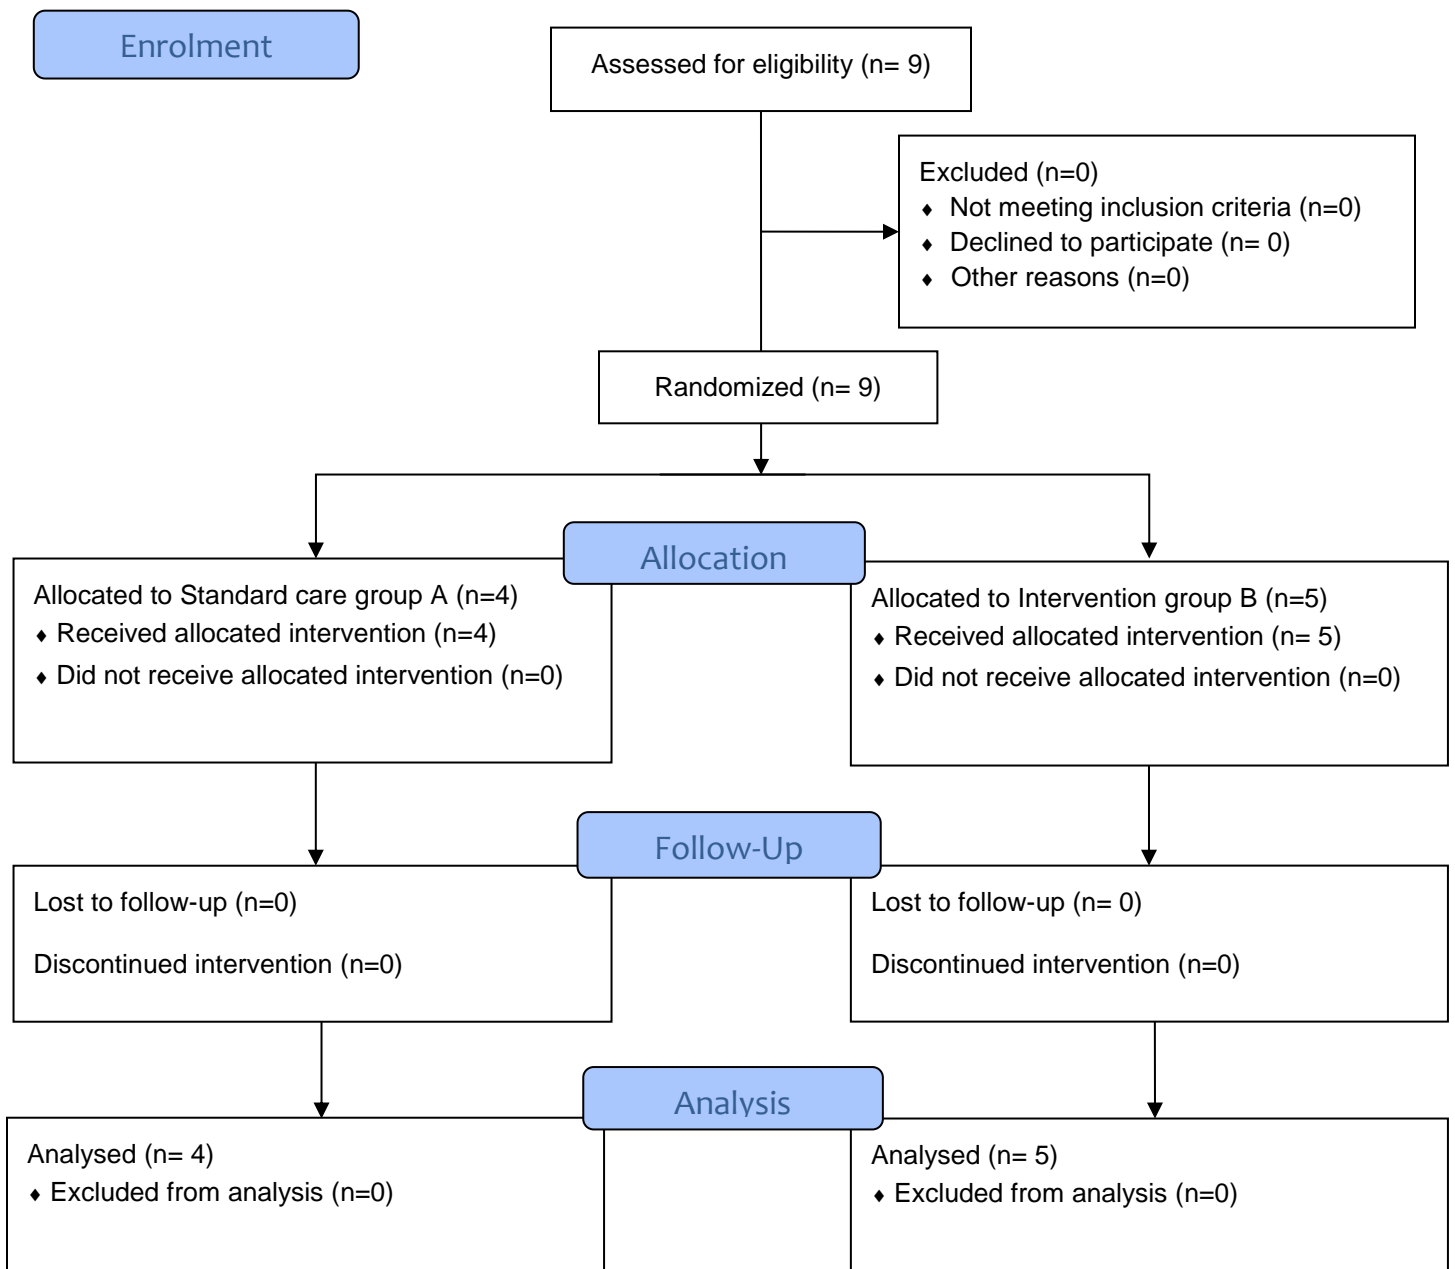 Enrolment
Assessed for eligibility (n= 9)
Excluded (n=0)
♦ Not meeting inclusion criteria (n=0)
♦ Declined to participate (n= 0)
♦ Other reasons (n=0)
Randomized (n= 9)
Allocation
Allocated to Standard care group A (n=4)
♦ Received allocated intervention (n=4)
♦ Did not receive allocated intervention (n=0)
Allocated to Intervention group B (n=5)
♦ Received allocated intervention (n= 5)
♦ Did not receive allocated intervention (n=0)
Follow-Up
Lost to follow-up (n=0)
Discontinued intervention (n=0)
Lost to follow-up (n= 0)
Discontinued intervention (n=0)
Analysis
Analysed (n= 4)
♦ Excluded from analysis (n=0)
Analysed (n= 5)
♦ Excluded from analysis (n=0)